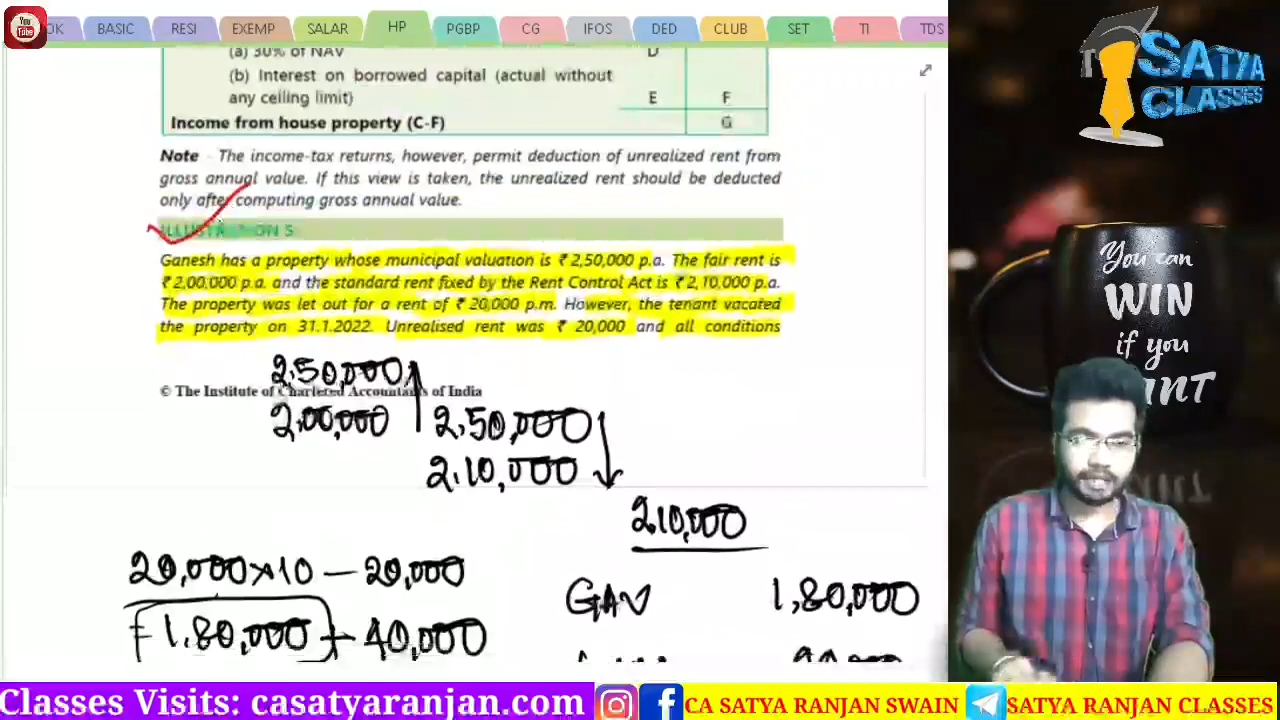 You Tube
BASIC RESI EXEMP SALAR HP PGBP CG IFOS DED CLUB SET TI TDS
(a) 30% of NAV D
(b) Interest on borrowed capital (actual without
any ceiling limit) E F
Income from house property (C-F) G
Note - The income-tax returns, however, permit deduction of unrealized rent from
gross annual value. If this view is taken, the unrealized rent should be deducted
only after computing gross annual value.
ILLUSTRATION 5
Ganesh has a property whose municipal valuation is ₹ 2,50,000 p.a. The fair rent is
₹ 2,00,000 p.a. and the standard rent fixed by the Rent Control Act is ₹ 2,10,000 p.a.
The property was let out for a rent of ₹ 20,000 p.m. However, the tenant vacated
the property on 31.1.2022. Unrealised rent was ₹ 20,000 and all conditions
2,50,000
© The Institute of Chartered Accountants of India
2,00,000 2,50,000
2,10,000
2,10,000
20,000×10 - 20,000
GAV 1,80,000
= 1,80,000 + 40,000
SATYA
CLASSES
You can
WIN
if you
Classes Visits: casatyaranjan.com CA SATYA RANJAN SWAIN SATYA RANJAN CLASSES